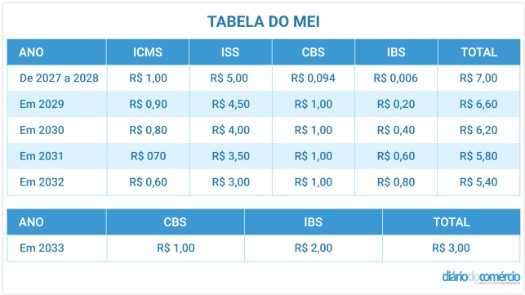 TABELA DO MEI
ANO ICMS ISS CBS IBS TOTAL
De 2027 a 2028 R$ 1,00 R$ 5,00 R$ 0,094 R$ 0,006 R$ 7,00
Em 2029 R$ 0,90 R$ 4,50 R$ 1,00 R$ 0,20 R$ 6,60
Em 2030 R$ 0,80 R$ 4,00 R$ 1,00 R$ 0,40 R$ 6,20
Em 2031 R$ 070 R$ 3,50 R$ 1,00 R$ 0,60 R$ 5,80
Em 2032 R$ 0,60 R$ 3,00 R$ 1,00 R$ 0,80 R$ 5,40
ANO CBS IBS TOTAL
Em 2033 R$ 1,00 R$ 2,00 R$ 3,00
diáriodocomércio